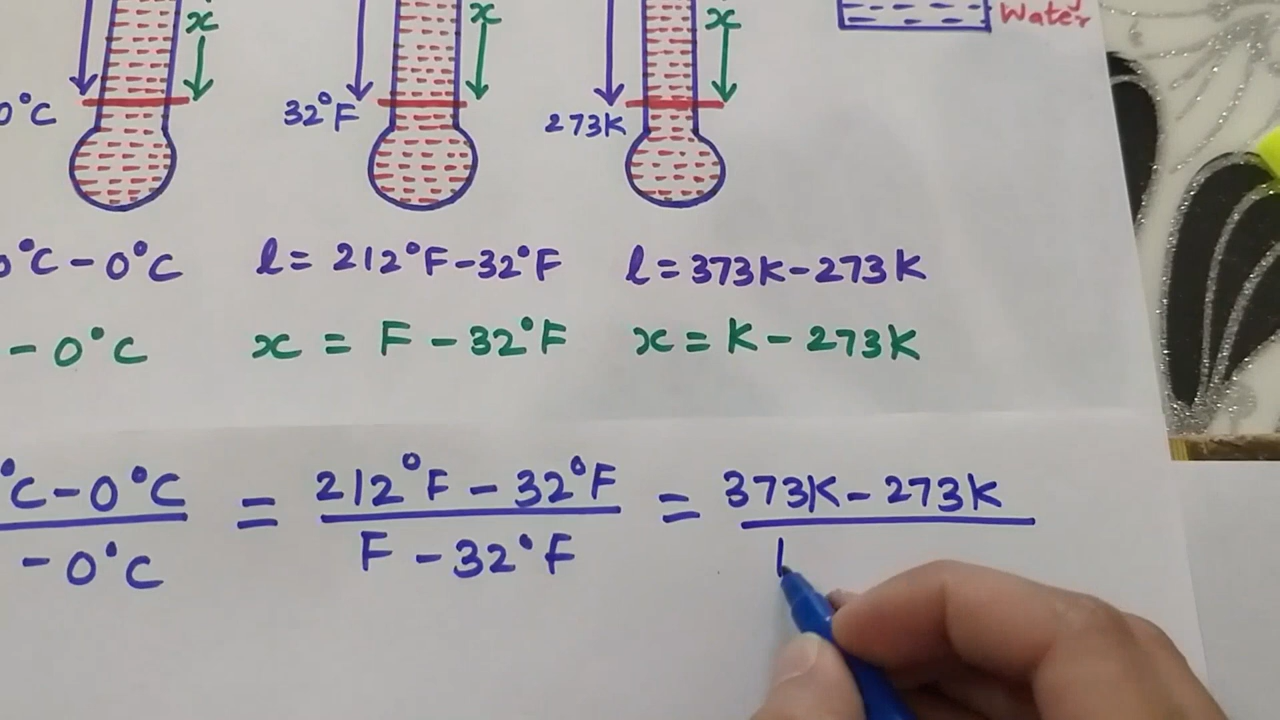 x x x Water
0°C 32°F 273K
0°C - 0°C l = 212°F - 32°F l = 373K - 273K
- 0°C x = F - 32°F x = K - 273K
°C - 0°C = 212°F - 32°F = 373K - 273K
- 0°C F - 32°F